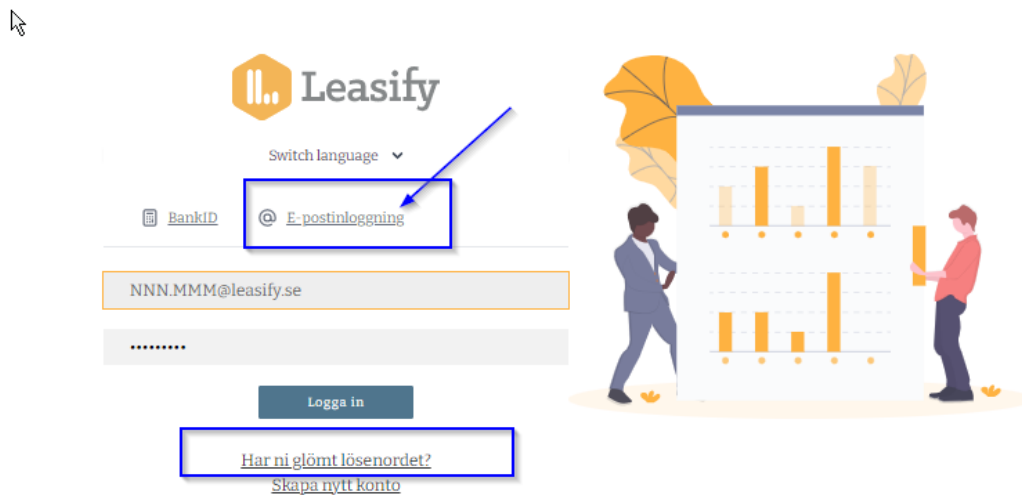 Leasify
Switch language
BankID
E-postinloggning
NNN.MMM@leasify.se
•••••••••
Logga in
Har ni glömt lösenordet?
Skapa nytt konto